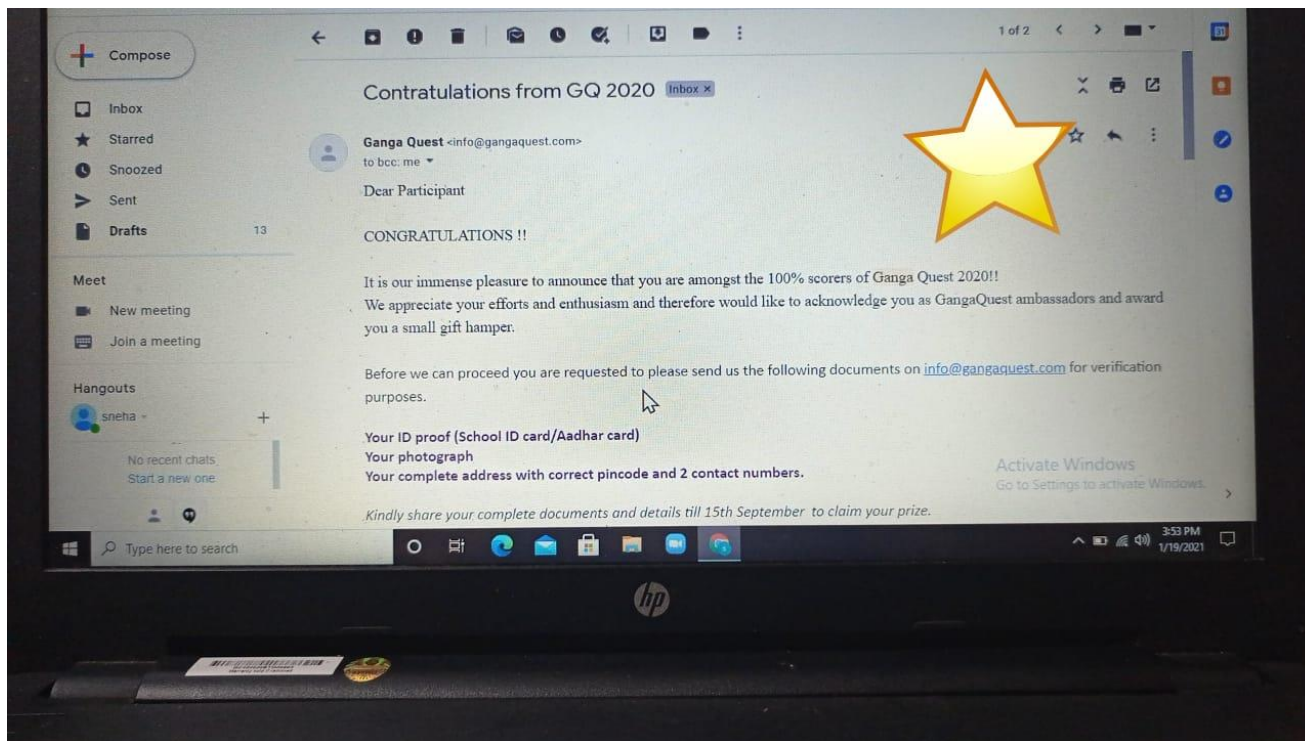 Compose
1 of 2
31
Contratulations from GQ 2020 Inbox ×
Inbox
Starred
Snoozed
Sent
Drafts 13
Ganga Quest <info@gangaquest.com>
to bcc: me
Dear Participant
CONGRATULATIONS !!
It is our immense pleasure to announce that you are amongst the 100% scorers of Ganga Quest 2020!!
We appreciate your efforts and enthusiasm and therefore would like to acknowledge you as GangaQuest ambassadors and award
you a small gift hamper.
Before we can proceed you are requested to please send us the following documents on info@gangaquest.com for verification
purposes.
Your ID proof (School ID card/Aadhar card)
Your photograph
Your complete address with correct pincode and 2 contact numbers.
Kindly share your complete documents and details till 15th September to claim your prize.
Meet
New meeting
Join a meeting
Hangouts
sneha
No recent chats
Start a new one
Activate Windows
Go to Settings to activate Windows.
Type here to search
3:53 PM
1/19/2021
hp